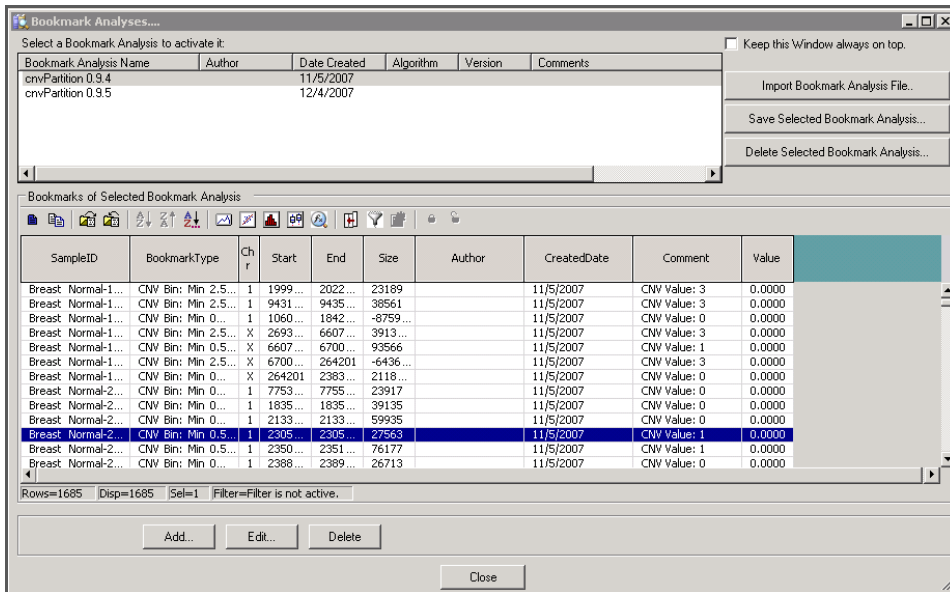 Bookmark Analyses....
Select a Bookmark Analysis to activate it:
Keep this Window always on top.
Bookmark Analysis Name Author Date Created Algorithm Version Comments
cnvPartition 0.9.4 11/5/2007
cnvPartition 0.9.5 12/4/2007
Import Bookmark Analysis File..
Save Selected Bookmark Analysis...
Delete Selected Bookmark Analysis...
Bookmarks of Selected Bookmark Analysis
SampleID BookmarkType Chr Start End Size Author CreatedDate Comment Value
Breast Normal-1... CNV Bin: Min 2.5... 1 1999... 2022... 23189 11/5/2007 CNV Value: 3 0.0000
Breast Normal-1... CNV Bin: Min 2.5... 1 9431... 9435... 38561 11/5/2007 CNV Value: 3 0.0000
Breast Normal-1... CNV Bin: Min 0... 1 1060... 1842... -8759... 11/5/2007 CNV Value: 0 0.0000
Breast Normal-1... CNV Bin: Min 2.5... X 2693... 6607... 3913... 11/5/2007 CNV Value: 3 0.0000
Breast Normal-1... CNV Bin: Min 0.5... X 6607... 6700... 93566 11/5/2007 CNV Value: 1 0.0000
Breast Normal-1... CNV Bin: Min 2.5... X 6700... 264201 -6436... 11/5/2007 CNV Value: 3 0.0000
Breast Normal-1... CNV Bin: Min 0... X 264201 2383... 2118... 11/5/2007 CNV Value: 0 0.0000
Breast Normal-2... CNV Bin: Min 0... 1 7753... 7755... 23917 11/5/2007 CNV Value: 0 0.0000
Breast Normal-2... CNV Bin: Min 0... 1 1835... 1835... 39135 11/5/2007 CNV Value: 0 0.0000
Breast Normal-2... CNV Bin: Min 0... 1 2133... 2133... 59935 11/5/2007 CNV Value: 0 0.0000
Breast Normal-2... CNV Bin: Min 0.5... 1 2305... 2305... 27563 11/5/2007 CNV Value: 1 0.0000
Breast Normal-2... CNV Bin: Min 0.5... 1 2350... 2351... 76177 11/5/2007 CNV Value: 1 0.0000
Breast Normal-2... CNV Bin: Min 0... 1 2388... 2389... 26713 11/5/2007 CNV Value: 0 0.0000
Rows=1685 Disp=1685 Sel=1 Filter=Filter is not active.
Add... Edit... Delete
Close